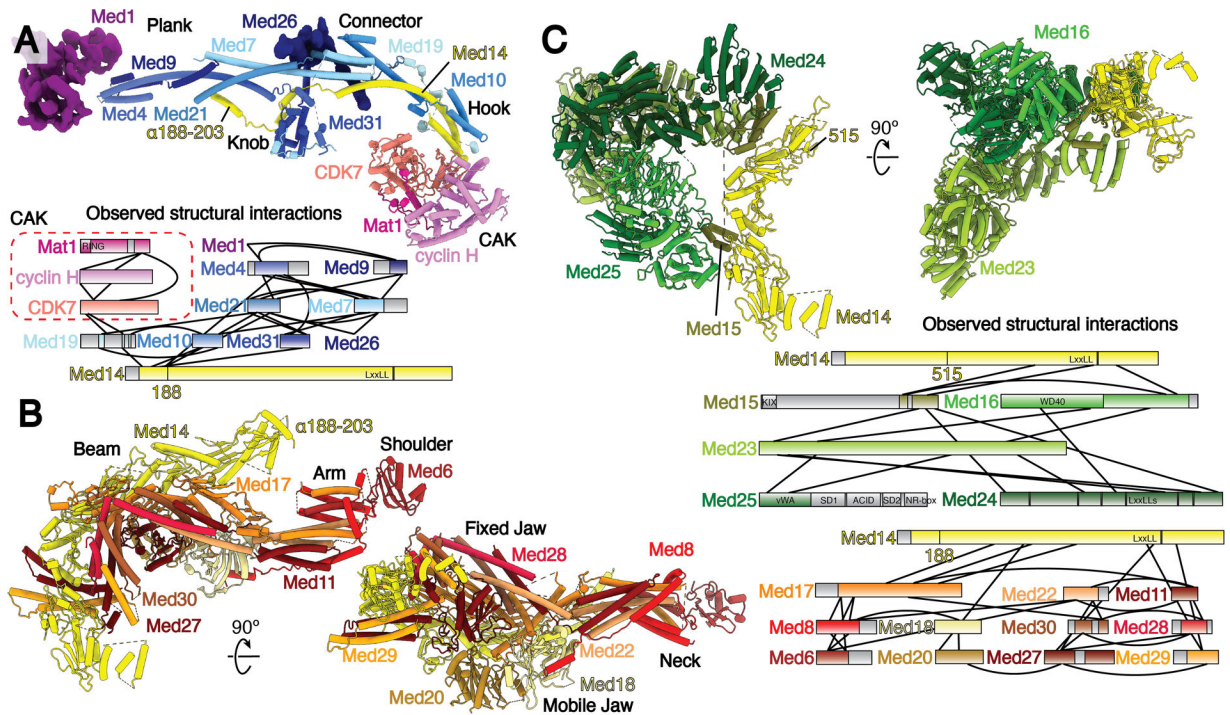 A
Med1
Plank
Med9
Med4
Med7
Med21
α188-203
Med26
Connector
Knob
Med31
Med19
Med14
Med10
Hook
CDK7
Mat1
CAK
cyclin H
CAK
Observed structural interactions
Mat1
RING
cyclin H
CDK7
Med1
Med4
Med9
Med21
Med7
Med19
Med10
Med31
Med26
Med14
LxxLL
188
B
Beam
Med14
α188-203
Med17
Arm
Shoulder
Med6
Med11
Med30
Med27
90°
Fixed Jaw
Med28
Med8
Med29
Med22
Neck
Med20
Med18
Mobile Jaw
C
Med24
515
Med25
Med15
Med14
90°
Med16
Med23
Observed structural interactions
Med14
LxxLL
515
Med15
KIX
Med16
WD40
Med23
Med25
vWA
SD1
ACID
SD2
NR-box
Med24
LxxLLs
Med14
LxxLL
188
Med17
Med22
Med11
Med8
Med18
Med30
Med28
Med6
Med20
Med27
Med29